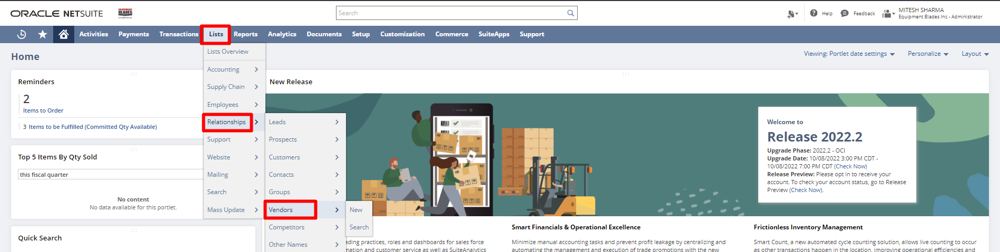 ORACLE NETSUITE
EQUIPMENT
BLADES
Search
Help
Feedback
MITESH SHARMA
Equipment Blades Inc - Administrator
Activities
Payments
Transactions
Lists
Reports
Analytics
Documents
Setup
Customization
Commerce
SuiteApps
Support
Home
Viewing: Portlet date settings
Personalize
Layout
Lists Overview
Accounting
Supply Chain
Employees
Relationships
Support
Website
Mailing
Search
Mass Update
Leads
Prospects
Customers
Contacts
Groups
Vendors
Competitors
Other Names
New
Search
Reminders
2
Items to Order
3 Items to be Fulfilled (Committed Qty Available)
Top 5 Items By Qty Sold
this fiscal quarter
No content
No data available for this portlet.
Quick Search
New Release
Welcome to
Release 2022.2
Upgrade Phase: 2022.2 - OCI
Upgrade Date: 10/08/2022 3:00 PM CDT -
10/08/2022 7:00 PM CDT (Check Now)
Release Preview: Please opt in to receive your
account. To check your account status, go to Release
Preview (Check Now).
ading practices, roles and dashboards for sales force
mation and customer service as well as SuiteAnalytics
Smart Financials & Operational Excellence
Minimize manual accounting tasks and prevent profit leakage by centralizing and
automating the management and execution of trade promotions with the new
Frictionless Inventory Management
Smart Count, a new automated cycle counting solution, allows live counting to occur
as other transactions happen in the location, improving operational efficiencies and